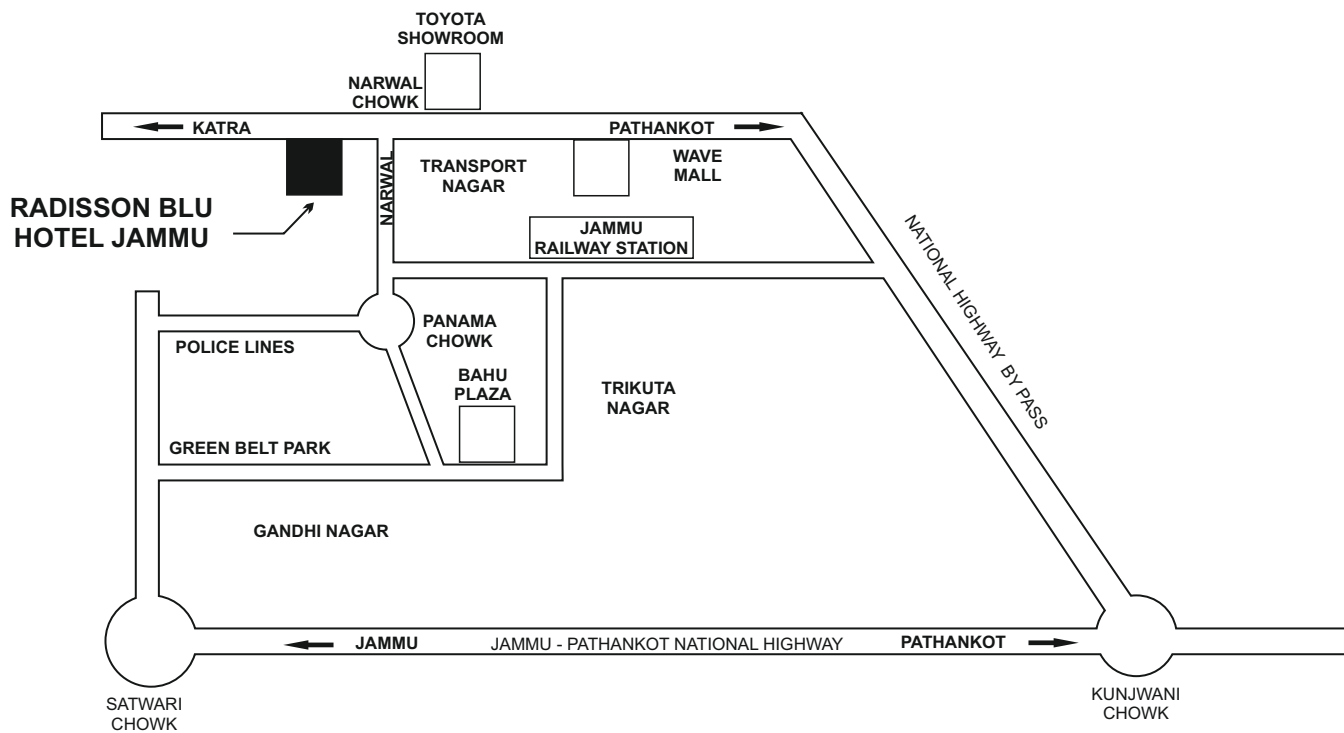 TOYOTA
SHOWROOM
NARWAL
CHOWK
KATRA
PATHANKOT
NARWAL
TRANSPORT
NAGAR
WAVE
MALL
RADISSON BLU
HOTEL JAMMU
JAMMU
RAILWAY STATION
NATIONAL HIGHWAY BY PASS
PANAMA
CHOWK
POLICE LINES
BAHU
PLAZA
TRIKUTA
NAGAR
GREEN BELT PARK
GANDHI NAGAR
JAMMU
JAMMU - PATHANKOT NATIONAL HIGHWAY
PATHANKOT
SATWARI
CHOWK
KUNJWANI
CHOWK